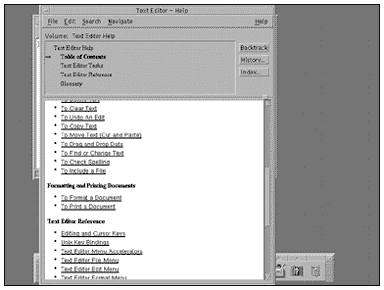 Text Editor - Help
File Edit Search Navigate Help
Volume: Text Editor Help
Text Editor Help
Table of Contents
Text Editor Tasks
Text Editor Reference
Glossary
Backtrack
History...
Index...
To Clear Text
To Undo An Edit
To Copy Text
To Move Text (Cut and Paste)
To Drag and Drop Data
To Find or Change Text
To Check Spelling
To Include a File
Formatting and Printing Documents
To Format a Document
To Print a Document
Text Editor Reference
Editing and Cursor Keys
Unix Key Bindings
Text Editor Menu Accelerators
Text Editor File Menu
Text Editor Edit Menu
Text Editor Format Menu